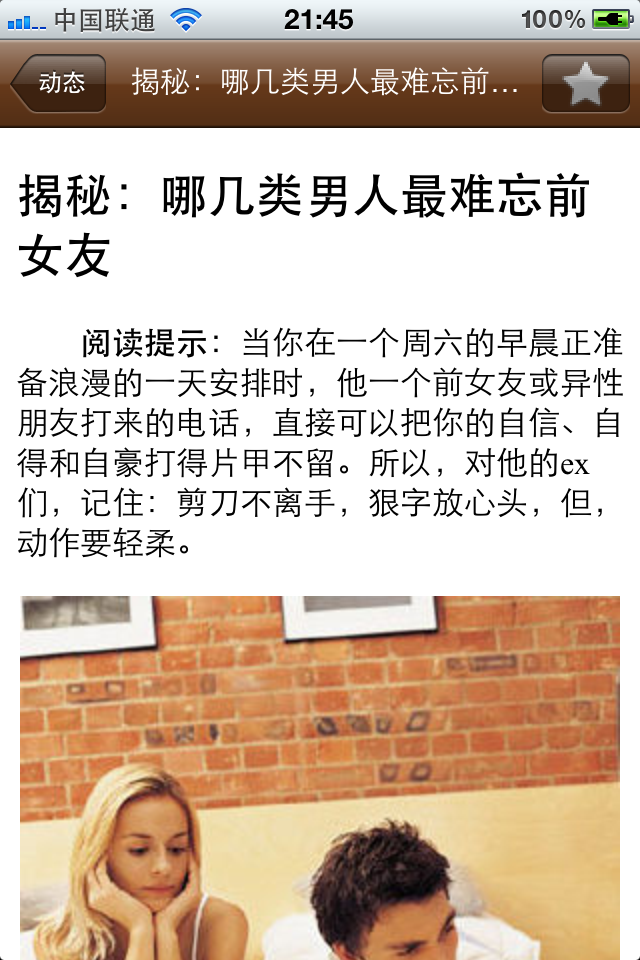 中国联通 21:45 100%
动态 揭秘：哪几类男人最难忘前...
揭秘：哪几类男人最难忘前
女友
阅读提示：当你在一个周六的早晨正准
备浪漫的一天安排时，他一个前女友或异性
朋友打来的电话，直接可以把你的自信、自
得和自豪打得片甲不留。所以，对他的ex
们，记住：剪刀不离手，狠字放心头，但，
动作要轻柔。